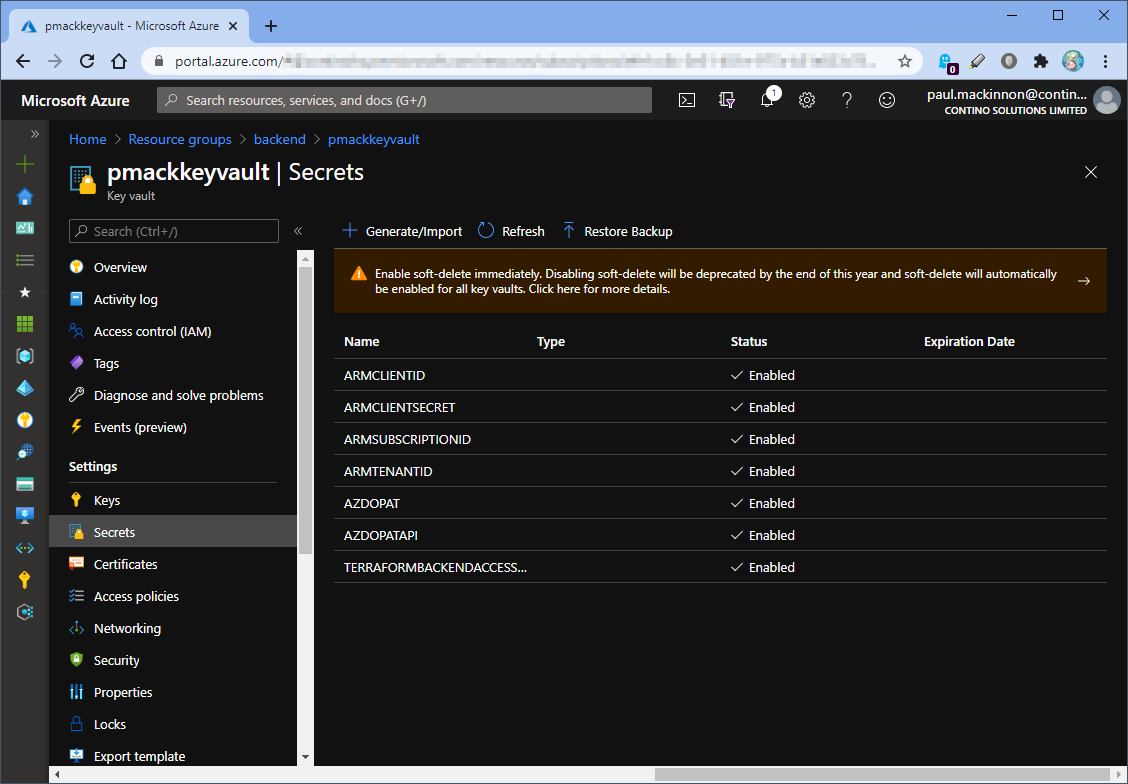 pmackkeyvault - Microsoft Azure
portal.azure.com/
0
Microsoft Azure
Search resources, services, and docs (G+/)
1
paul.mackinnon@contin...
CONTINO SOLUTIONS LIMITED
Home > Resource groups > backend > pmackkeyvault
pmackkeyvault | Secrets
Key vault
Search (Ctrl+/)
Overview
Activity log
Access control (IAM)
Tags
Diagnose and solve problems
Events (preview)
Settings
Keys
Secrets
Certificates
Access policies
Networking
Security
Properties
Locks
Export template
Generate/Import Refresh Restore Backup
Enable soft-delete immediately. Disabling soft-delete will be deprecated by the end of this year and soft-delete will automatically
be enabled for all key vaults. Click here for more details.
Name Type Status Expiration Date
ARMCLIENTID Enabled
ARMCLIENTSECRET Enabled
ARMSUBSCRIPTIONID Enabled
ARMTENANTID Enabled
AZDOPAT Enabled
AZDOPATAPI Enabled
TERRAFORMBACKENDACCESS... Enabled